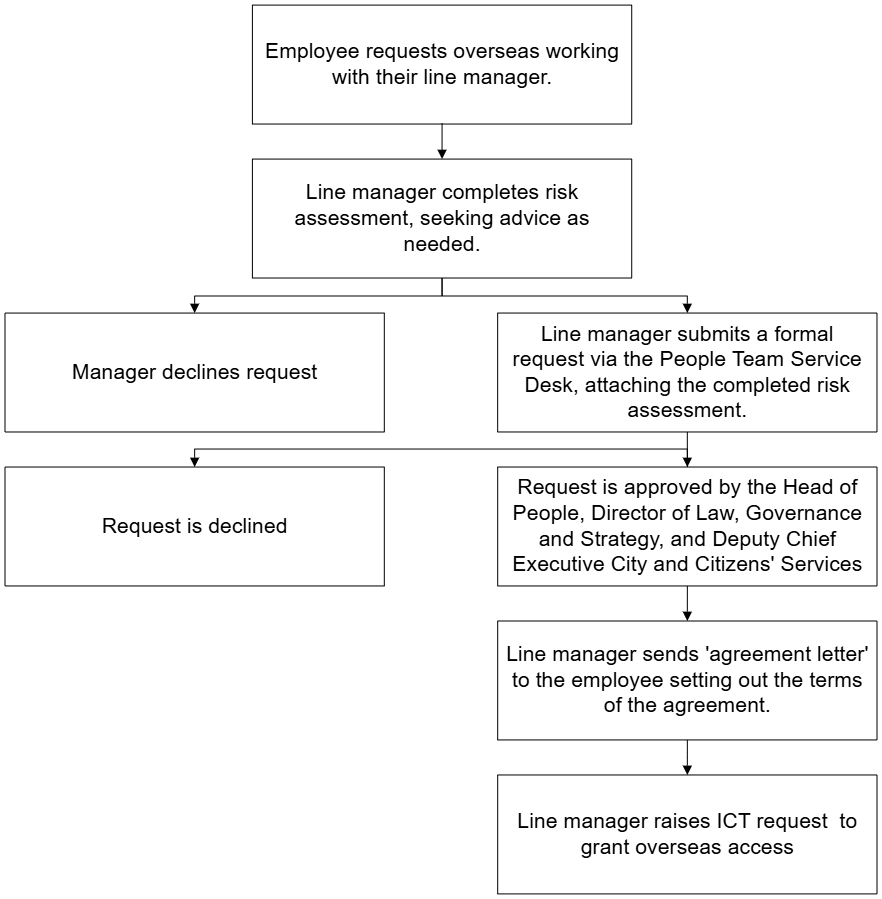 Employee requests overseas working
with their line manager.
Line manager completes risk
assessment, seeking advice as
needed.
Manager declines request
Line manager submits a formal
request via the People Team Service
Desk, attaching the completed risk
assessment.
Request is declined
Request is approved by the Head of
People, Director of Law, Governance
and Strategy, and Deputy Chief
Executive City and Citizens' Services
Line manager sends 'agreement letter'
to the employee setting out the terms
of the agreement.
Line manager raises ICT request  to
grant overseas access